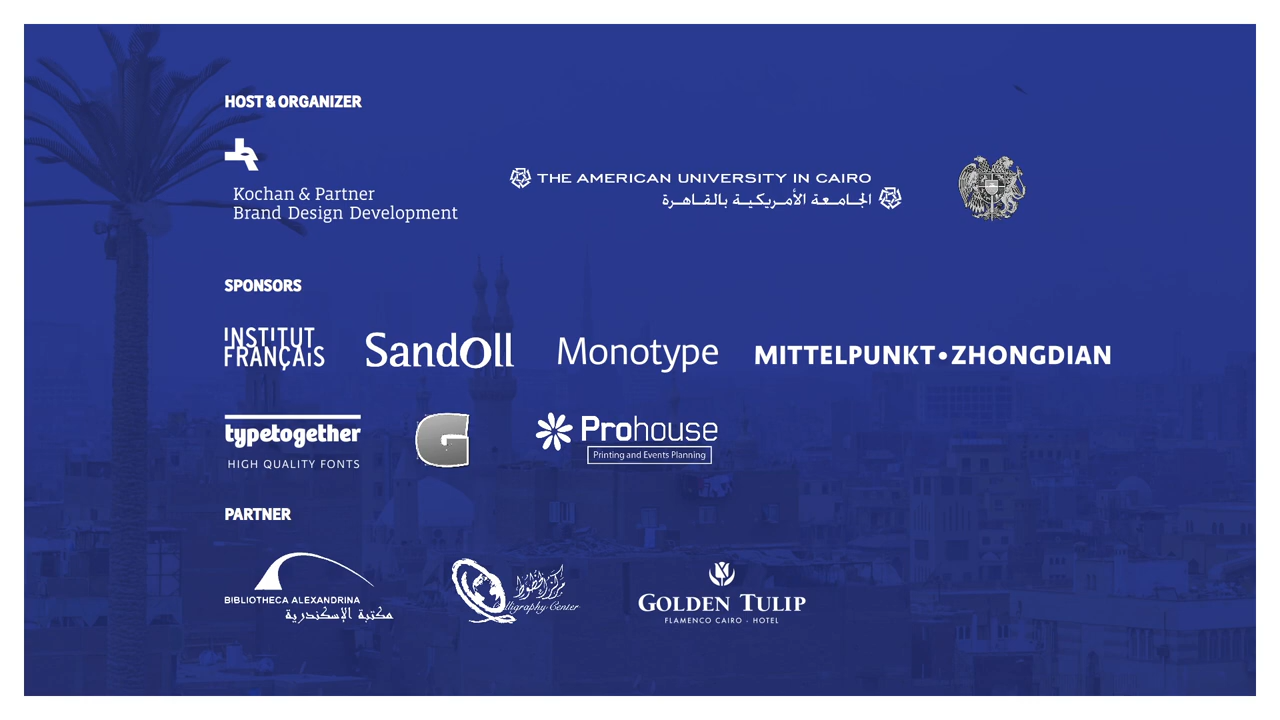 HOST & ORGANIZER
Kochan & Partner
Brand Design Development
THE AMERICAN UNIVERSITY IN CAIRO
الجامعة الأمريكية بالقاهرة
SPONSORS
INSTITUT
FRANÇAIS
Sandoll
Monotype
MITTELPUNKT•ZHONGDIAN
typetogether
HIGH QUALITY FONTS
G
Prohouse
Printing and Events Planning
PARTNER
BIBLIOTHECA ALEXANDRINA
مكتبة الإسكندرية
مركز الخطوط
Calligraphy Center
GOLDEN TULIP
FLAMENCO CAIRO - HOTEL